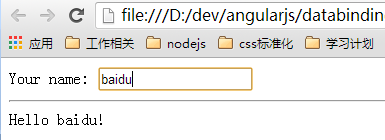 file:///D:/dev/angularjs/databindin
应用 工作相关 nodejs css标准化 学习计划
Your name: baidu
Hello baidu!